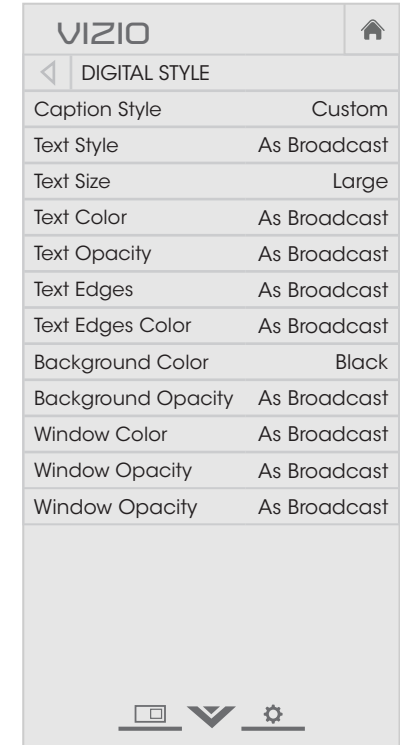 VIZIO
DIGITAL STYLE
Caption Style Custom
Text Style As Broadcast
Text Size Large
Text Color As Broadcast
Text Opacity As Broadcast
Text Edges As Broadcast
Text Edges Color As Broadcast
Background Color Black
Background Opacity As Broadcast
Window Color As Broadcast
Window Opacity As Broadcast
Window Opacity As Broadcast